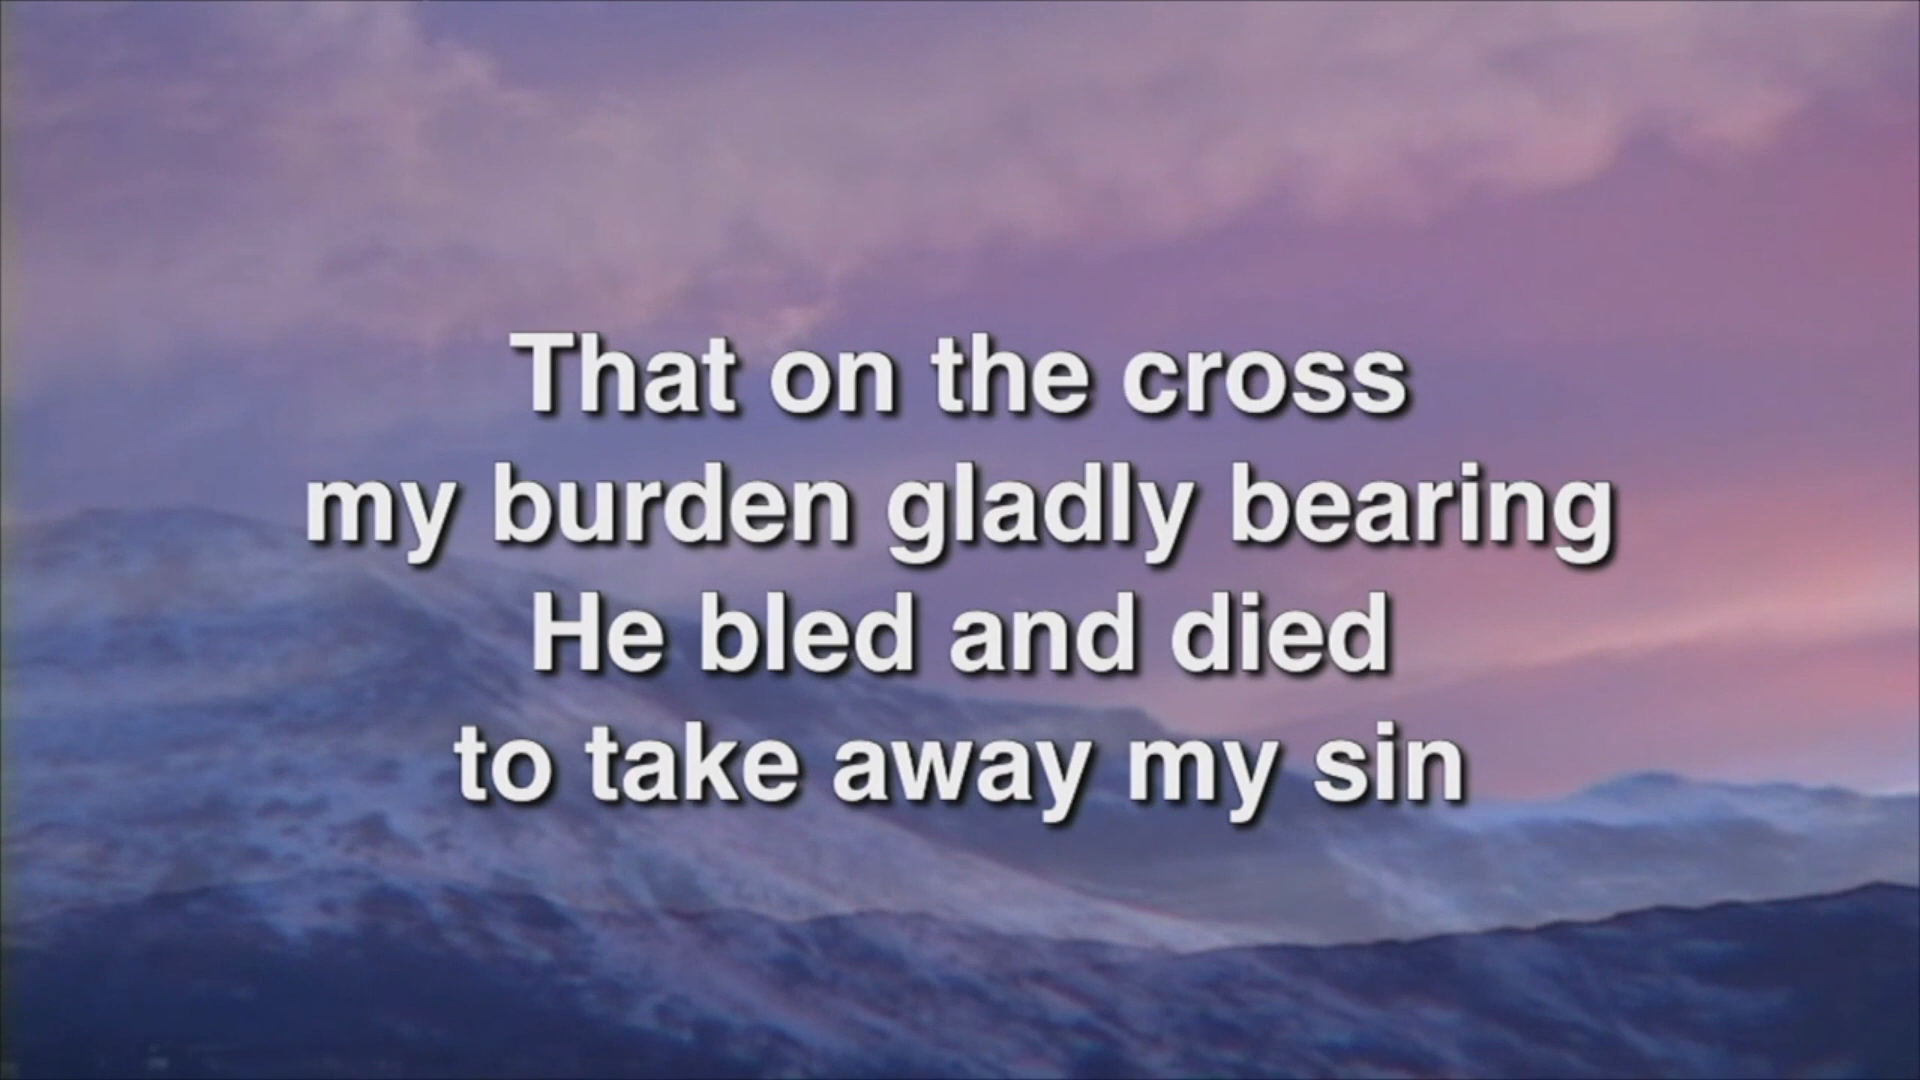 That on the cross
my burden gladly bearing
He bled and died
to take away my sin